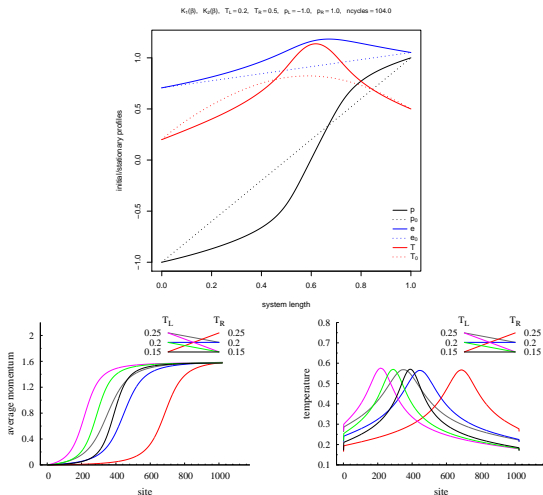 K₁(β), K₂(β), T_L = 0.2, T_R = 0.5, p_L = −1.0, p_R = 1.0, ncycles = 104.0
initial/stationary profiles
1.0
0.5
0.0
−0.5
−1.0
p
p₀
e
e₀
T
T₀
0.0 0.2 0.4 0.6 0.8 1.0
system length
T_L T_R
0.25 0.25
0.2 0.2
0.15 0.15
average momentum
2
1.6
1.2
0.8
0.4
0
0 200 400 600 800 1000
site
T_L T_R
0.25 0.25
0.2 0.2
0.15 0.15
temperature
0.8
0.7
0.6
0.5
0.4
0.3
0.2
0.1
0 200 400 600 800 1000
site